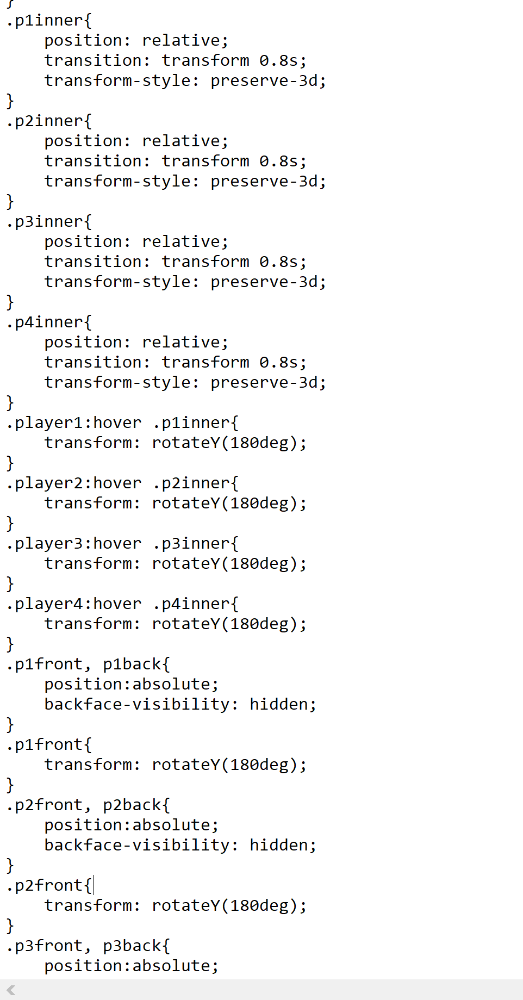 }
.p1inner{
    position: relative;
    transition: transform 0.8s;
    transform-style: preserve-3d;
}
.p2inner{
    position: relative;
    transition: transform 0.8s;
    transform-style: preserve-3d;
}
.p3inner{
    position: relative;
    transition: transform 0.8s;
    transform-style: preserve-3d;
}
.p4inner{
    position: relative;
    transition: transform 0.8s;
    transform-style: preserve-3d;
}
.player1:hover .p1inner{
    transform: rotateY(180deg);
}
.player2:hover .p2inner{
    transform: rotateY(180deg);
}
.player3:hover .p3inner{
    transform: rotateY(180deg);
}
.player4:hover .p4inner{
    transform: rotateY(180deg);
}
.p1front, p1back{
    position:absolute;
    backface-visibility: hidden;
}
.p1front{
    transform: rotateY(180deg);
}
.p2front, p2back{
    position:absolute;
    backface-visibility: hidden;
}
.p2front{
    transform: rotateY(180deg);
}
.p3front, p3back{
    position:absolute;